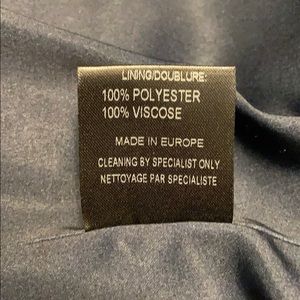 LINING/DOUBLURE:
100% POLYESTER
100% VISCOSE
MADE IN EUROPE
CLEANING BY SPECIALIST ONLY
NETTOYAGE PAR SPECIALISTE